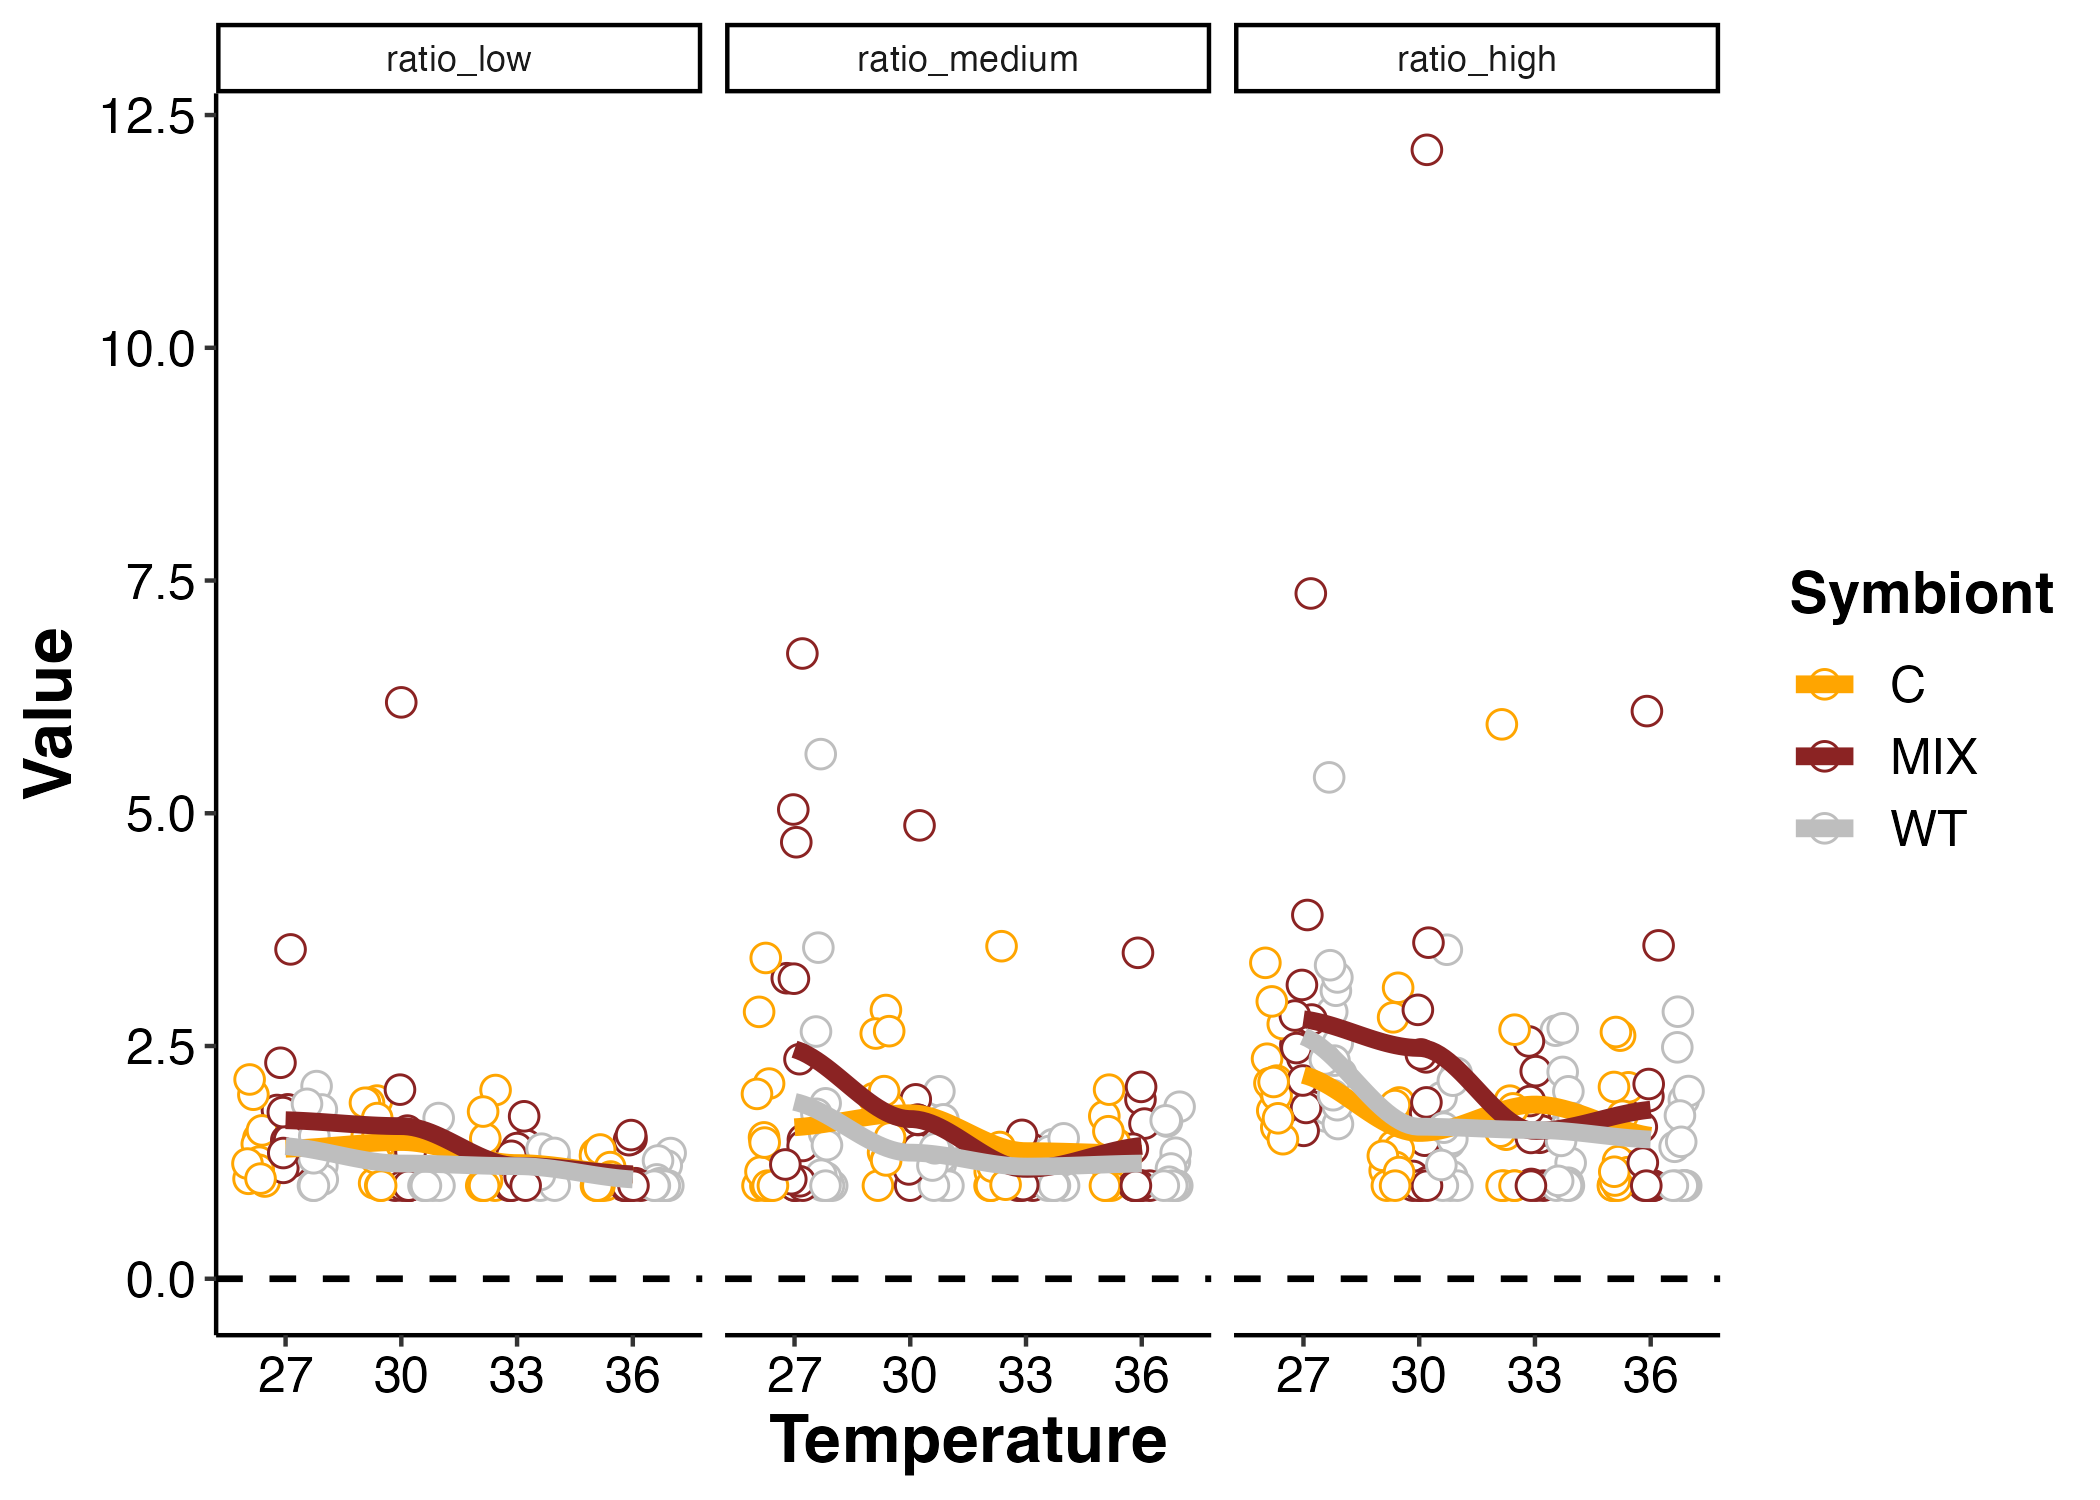 ratio_low
ratio_medium
ratio_high
12.5
10.0
7.5
5.0
2.5
0.0
Value
27 30 33 36
27 30 33 36
27 30 33 36
Temperature
Symbiont
C
MIX
WT